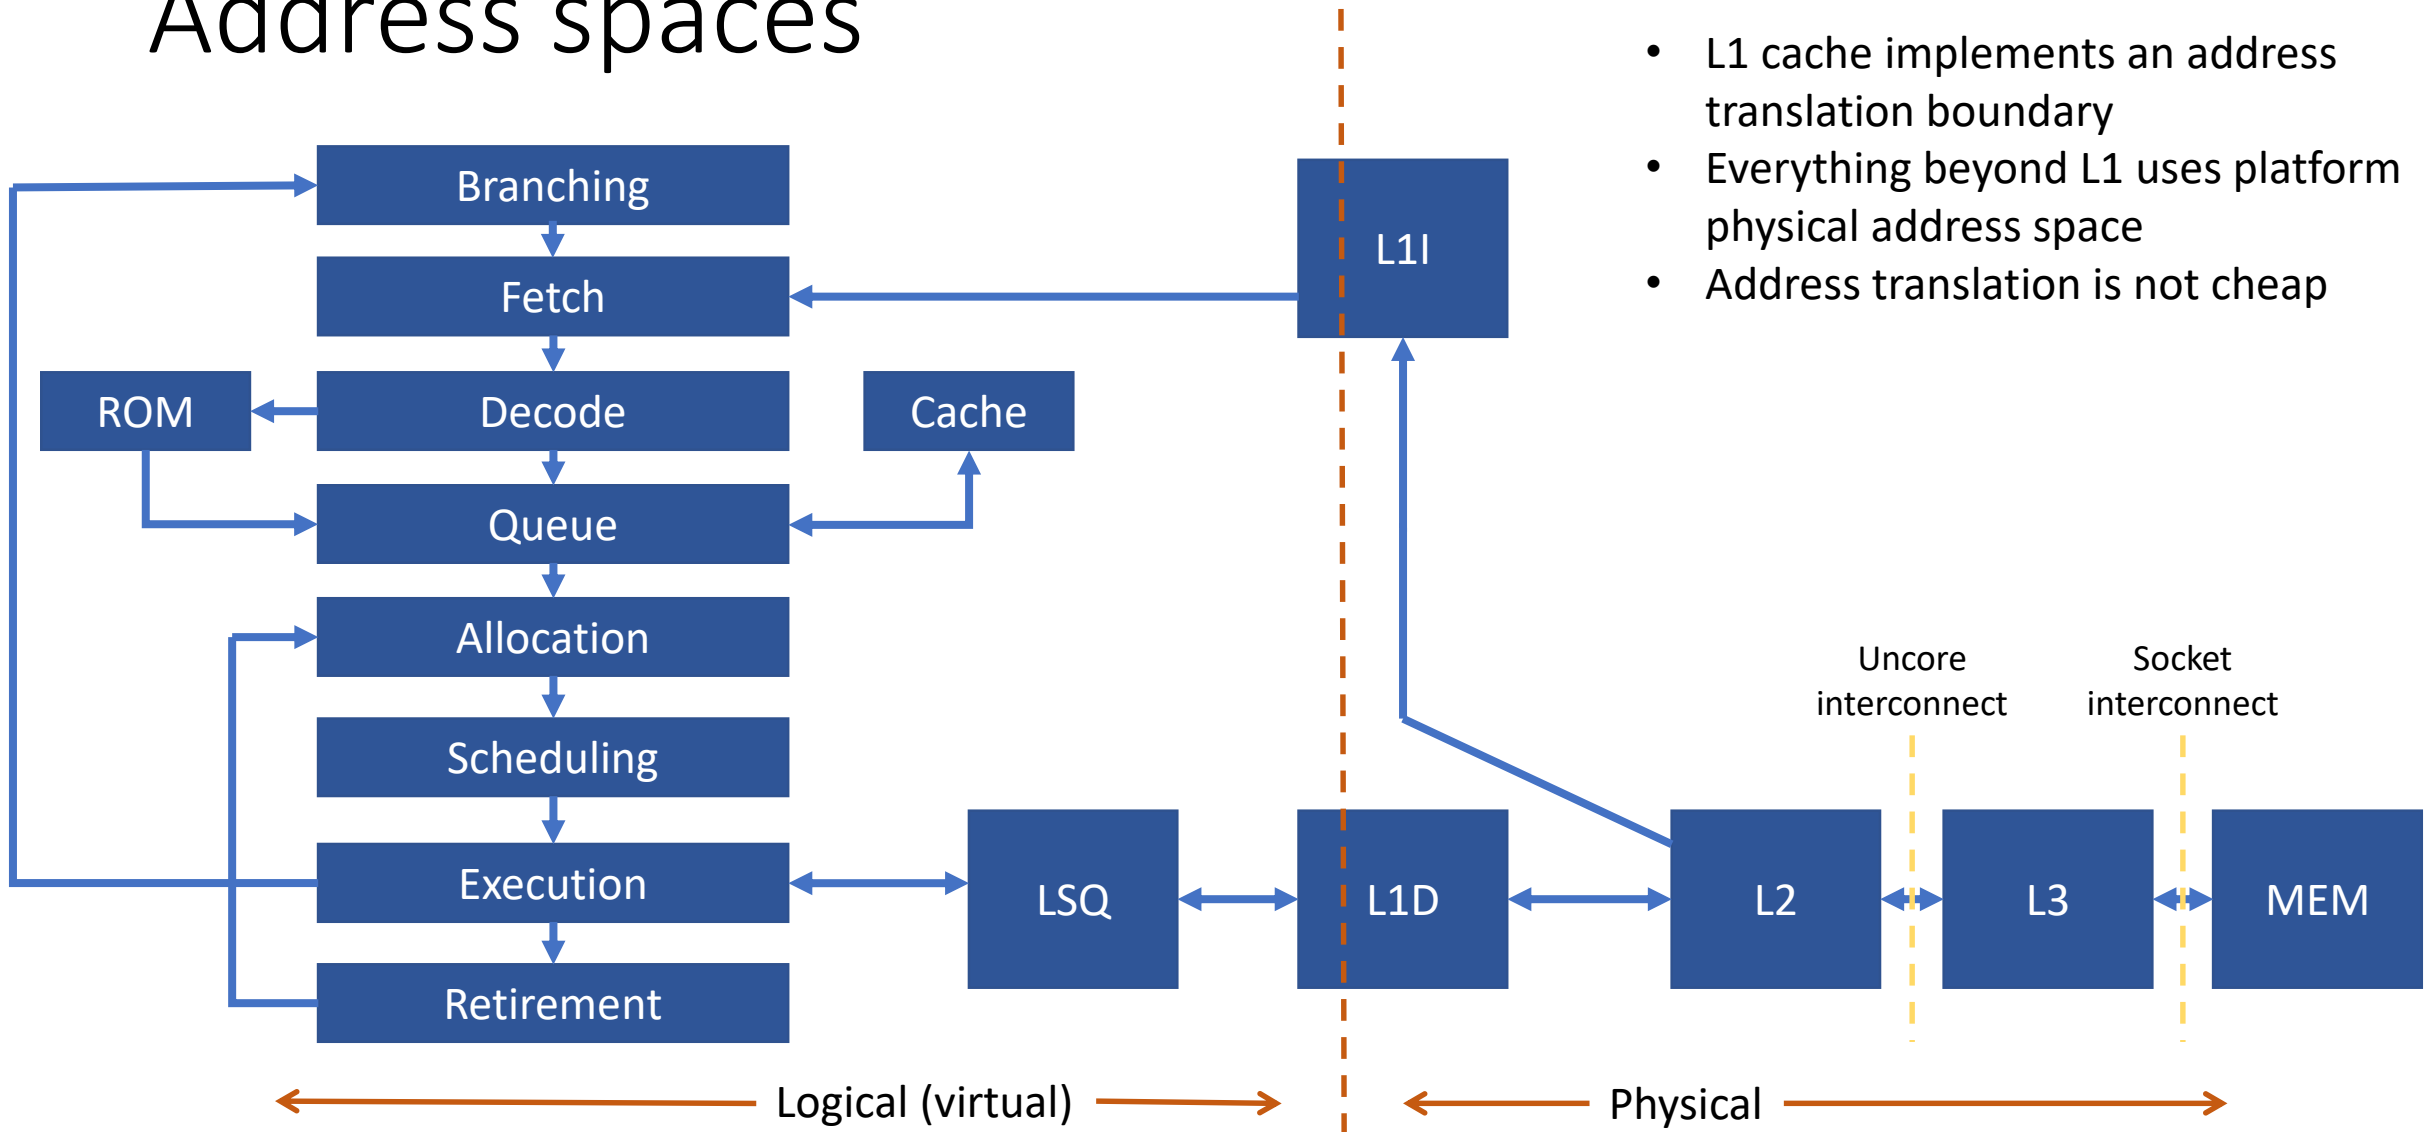 Address spaces
• L1 cache implements an address
translation boundary
• Everything beyond L1 uses platform
physical address space
• Address translation is not cheap
Branching
Fetch
L1I
ROM
Decode
Cache
Queue
Allocation
Scheduling
Execution
Retirement
Uncore
interconnect
Socket
interconnect
LSQ
L1D
L2
L3
MEM
Logical (virtual)
Physical